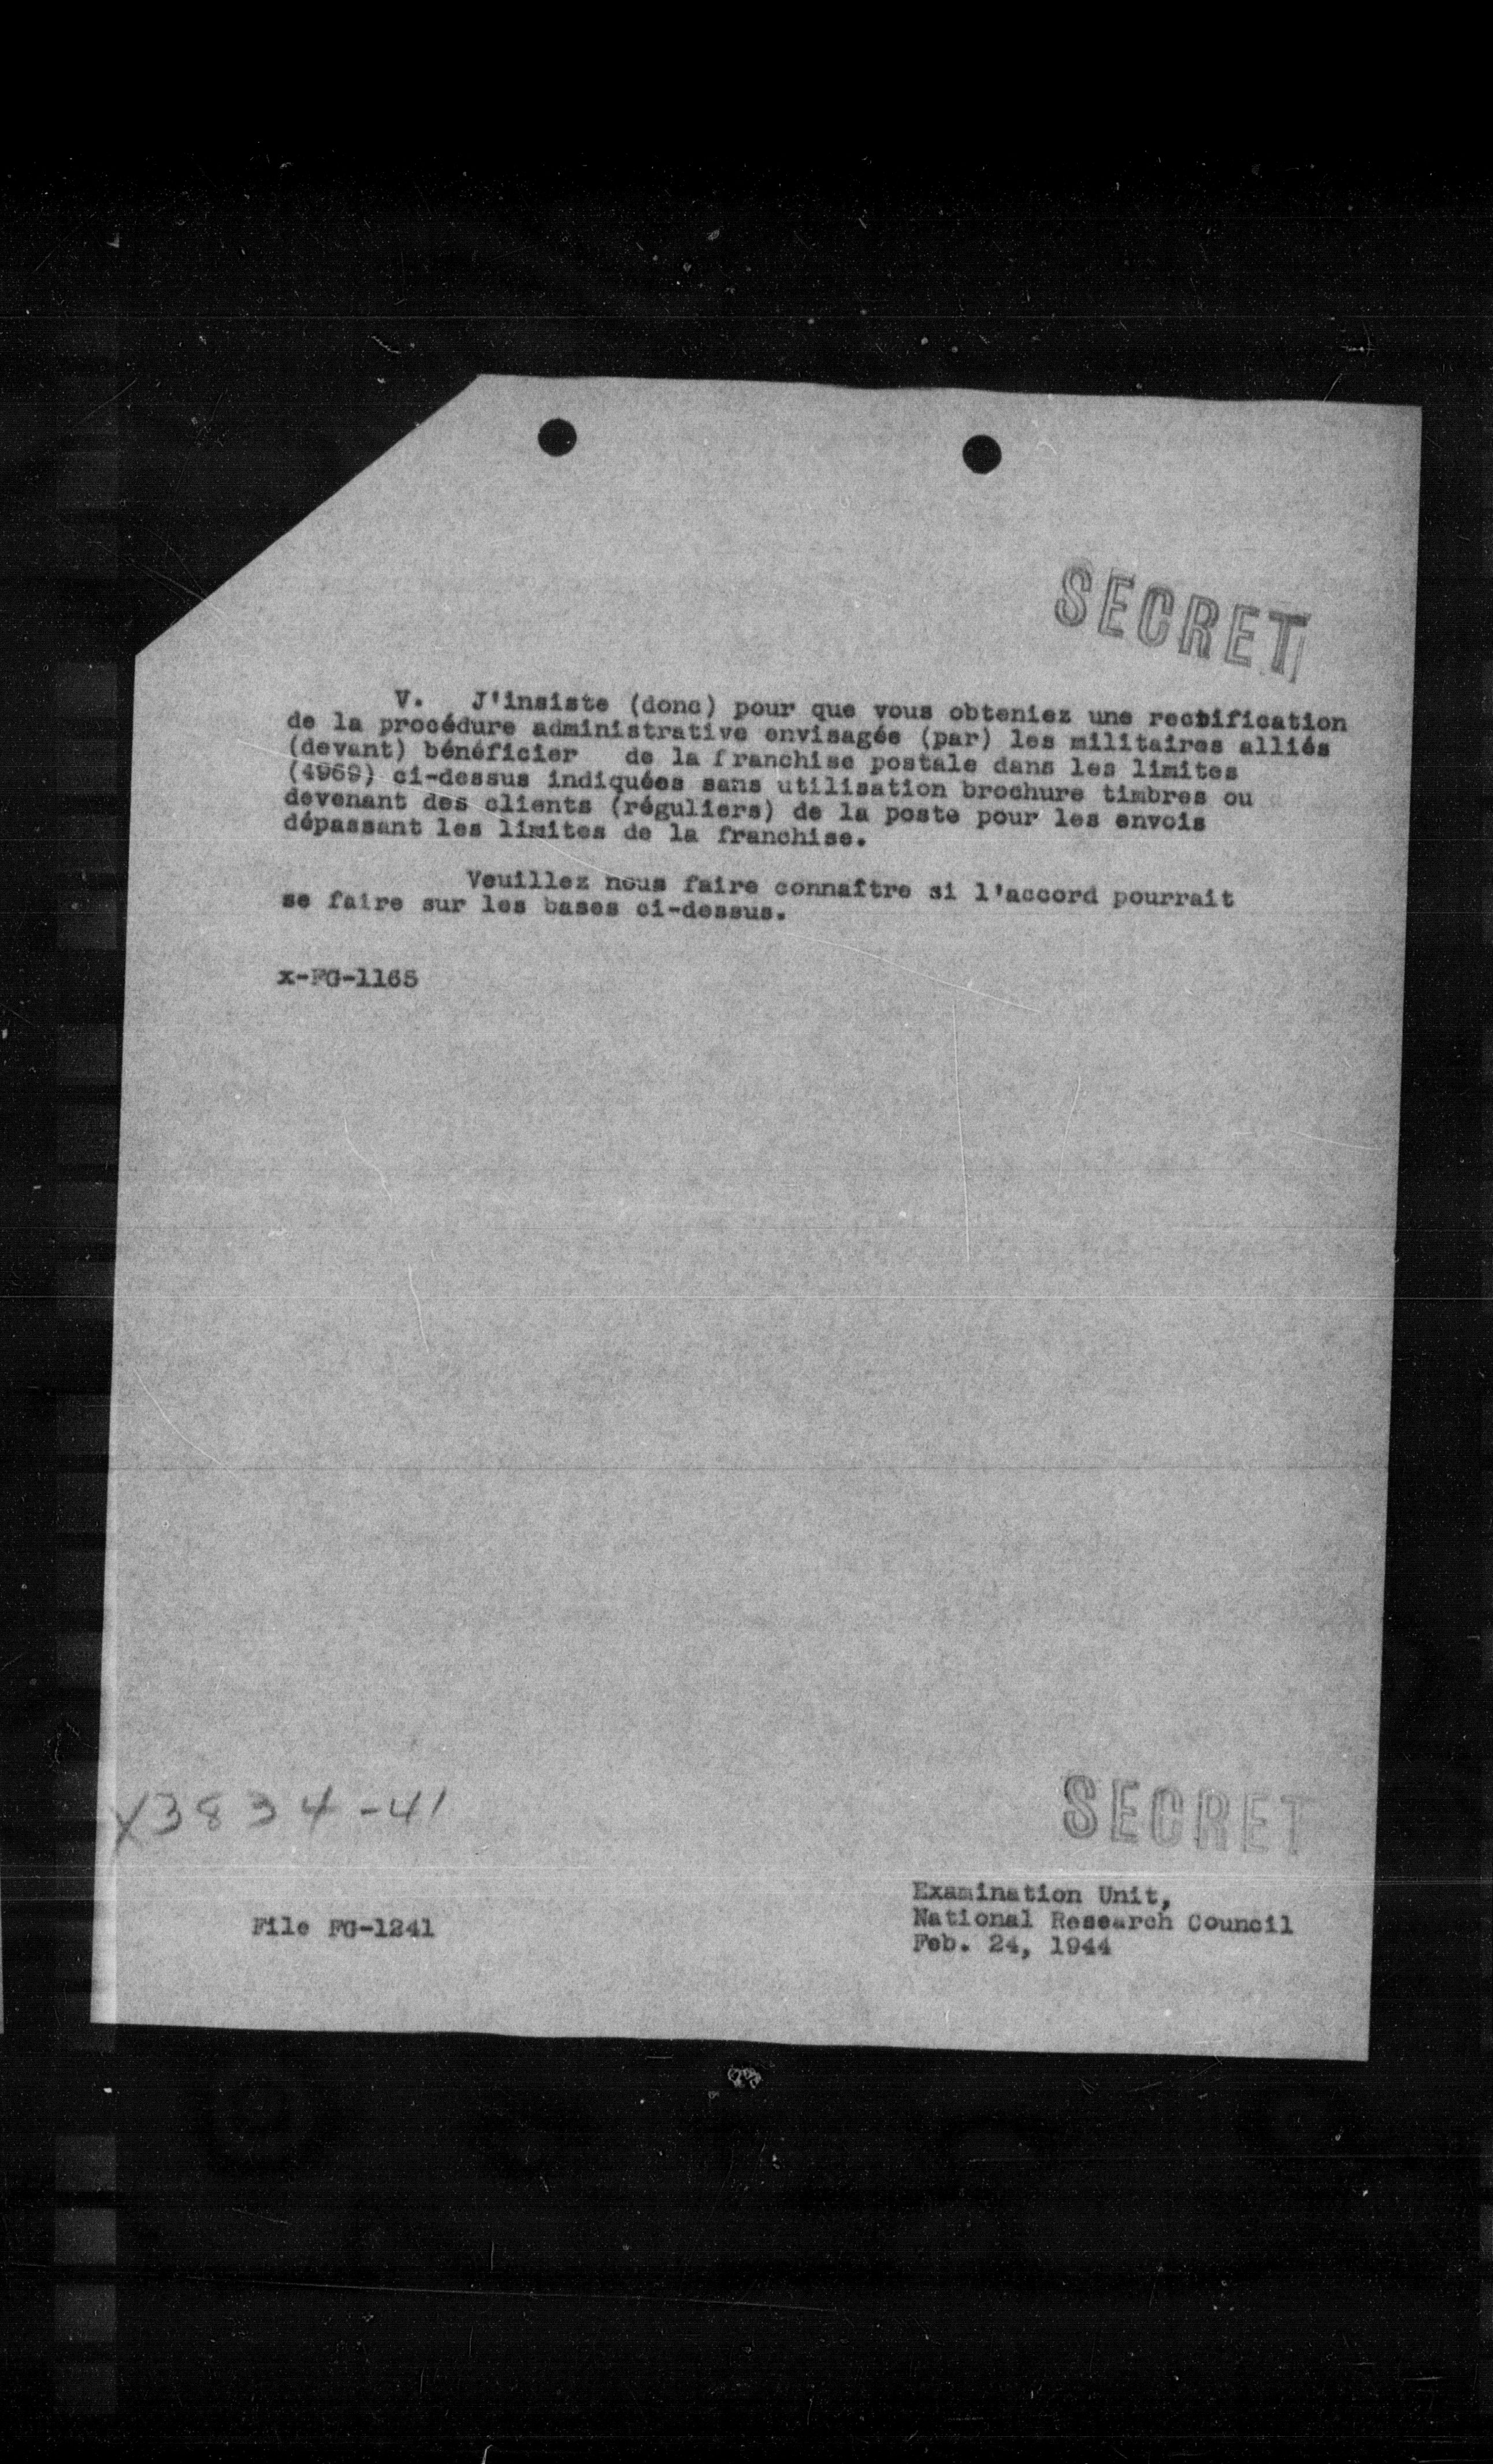 SECRET
V. J'insiste (donc) pour que vous obteniez une rectification
de la procédure administrative envisagée (par) les militaires alliés
(devant) bénéficier de la franchise postale dans les limites
(4969) ci-dessus indiquées sans utilisation brochure timbres ou
devenant des clients (réguliers) de la poste pour les envois
dépassant les limites de la franchise.
Veuillez nous faire connaître si l'accord pourrait
se faire sur les bases ci-dessus.
x-FG-1165
X3834-41
SECRET
Examination Unit,
National Research Council
Feb. 24, 1944
File FG-1241